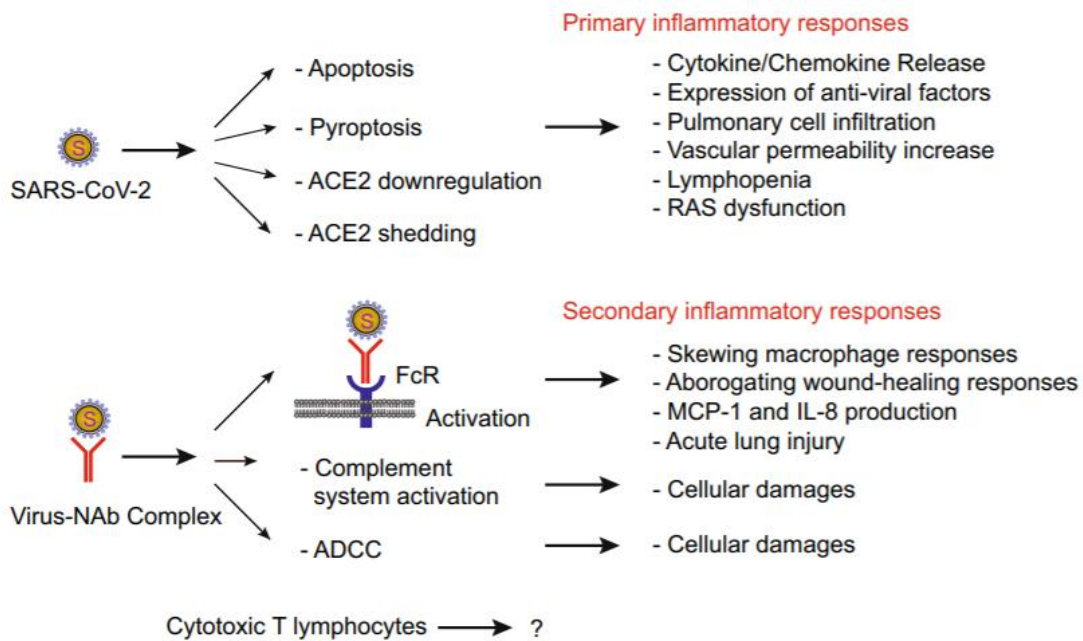 Primary inflammatory responses
- Apoptosis
- Pyroptosis
- ACE2 downregulation
- ACE2 shedding
S
SARS-CoV-2
- Cytokine/Chemokine Release
- Expression of anti-viral factors
- Pulmonary cell infiltration
- Vascular permeability increase
- Lymphopenia
- RAS dysfunction
Secondary inflammatory responses
S
FcR
Activation
S
Virus-NAb Complex
- Complement
system activation
- ADCC
- Skewing macrophage responses
- Aborogating wound-healing responses
- MCP-1 and IL-8 production
- Acute lung injury
- Cellular damages
- Cellular damages
Cytotoxic T lymphocytes
?